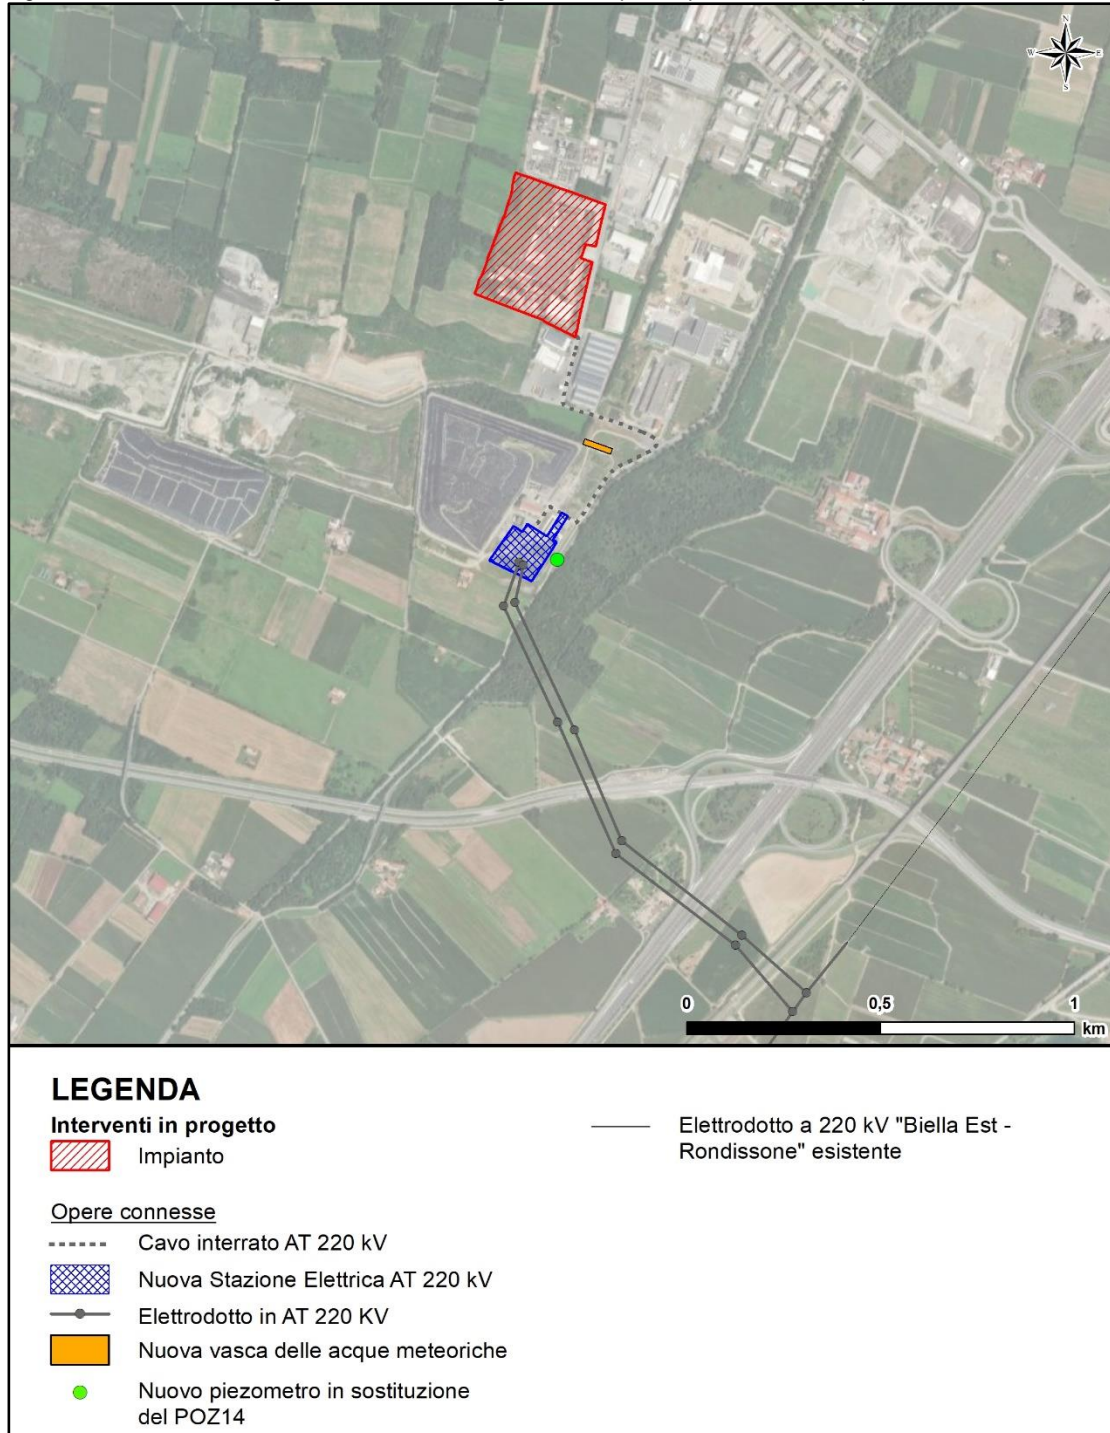 N
W
E
S
0
0,5
1
km
LEGENDA
Interventi in progetto
Impianto
Opere connesse
Cavo interrato AT 220 kV
Nuova Stazione Elettrica AT 220 kV
Elettrodotto in AT 220 KV
Nuova vasca delle acque meteoriche
Nuovo piezometro in sostituzione
del POZ14
Elettrodotto a 220 kV "Biella Est -
Rondissone" esistente